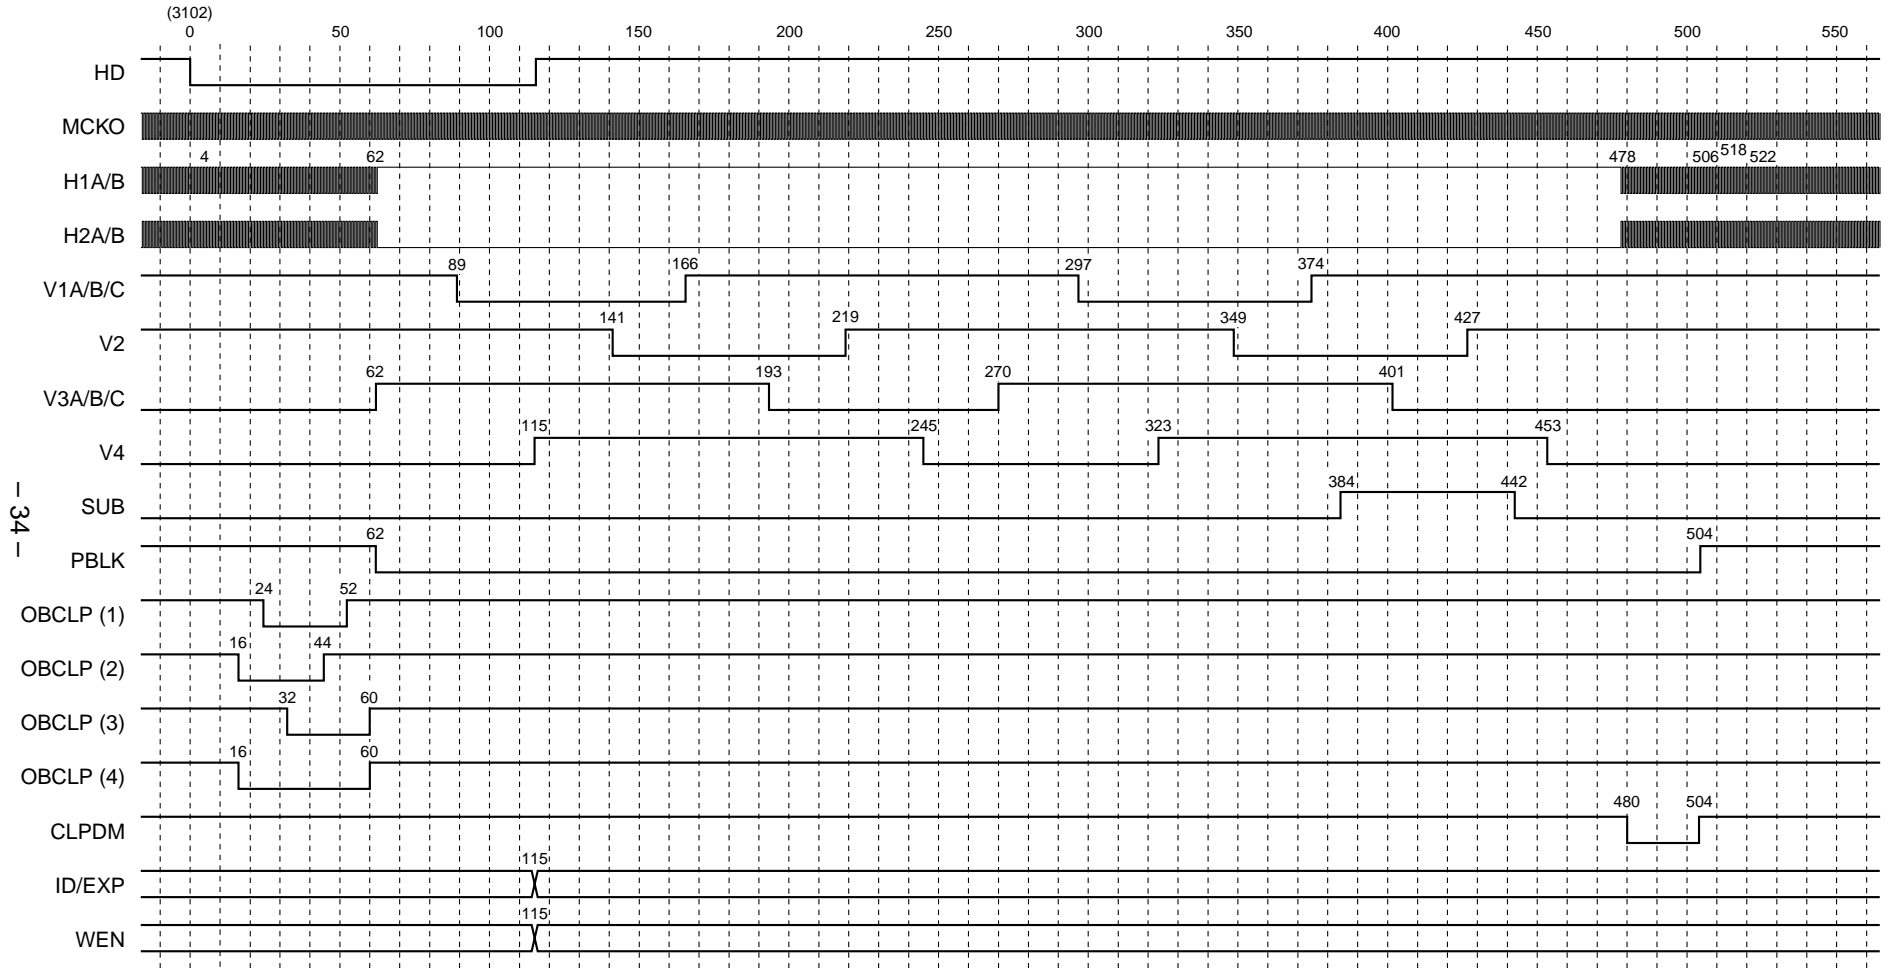 (3102)
0 50 100 150 200 250 300 350 400 450 500 550
HD
MCKO
4 62 478 506 518 522
H1A/B
H2A/B
89 166 297 374
V1A/B/C
141 219 349 427
V2
62 193 270 401
V3A/B/C
115 245 323 453
V4
384 442
SUB
– 34 –
62 504
PBLK
24 52
OBCLP (1)
16 44
OBCLP (2)
32 60
OBCLP (3)
16 60
OBCLP (4)
480 504
CLPDM
115
ID/EXP
115
WEN